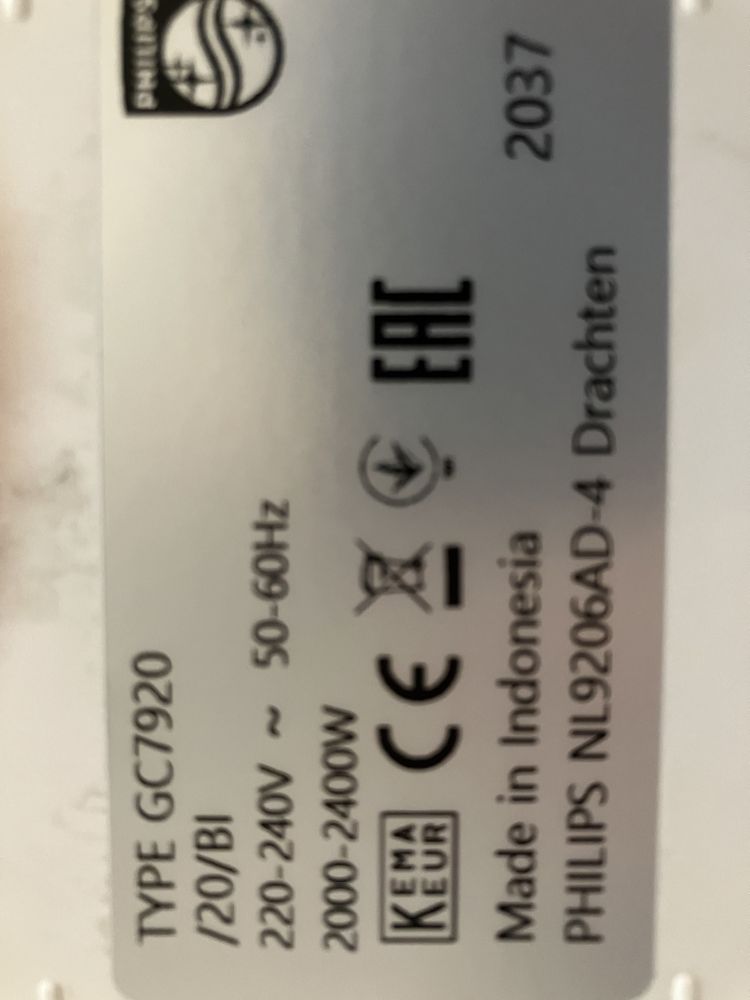 PHILIPS
TYPE GC7920
/20/BI
220-240V ~ 50-60Hz
2000-2400W
KEMA
KEUR
CE
EAC
Made in Indonesia 2037
PHILIPS NL9206AD-4 Drachten